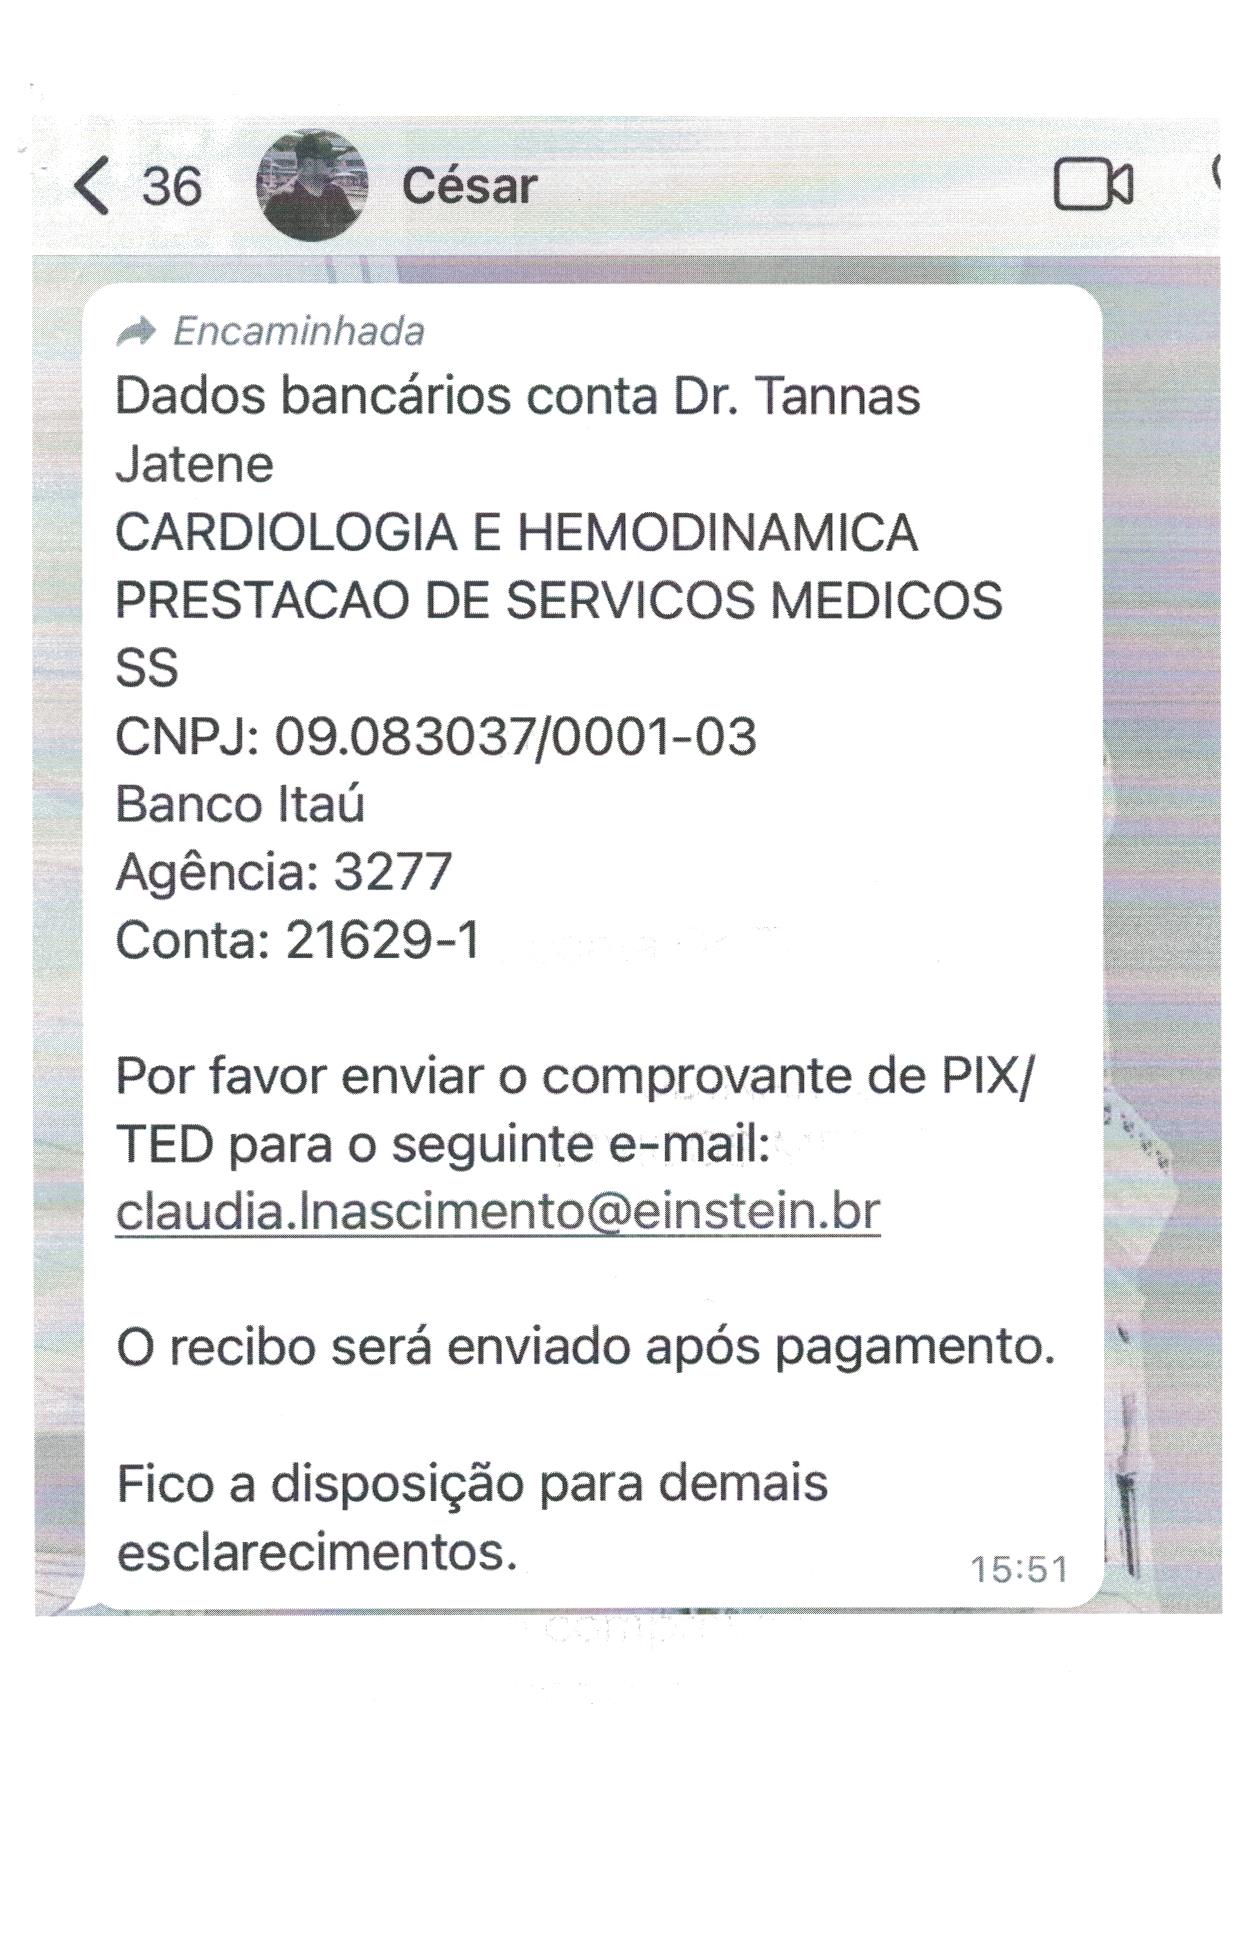 36 César
Encaminhada
Dados bancários conta Dr. Tannas
Jatene
CARDIOLOGIA E HEMODINAMICA
PRESTACAO DE SERVICOS MEDICOS
SS
CNPJ: 09.083037/0001-03
Banco Itaú
Agência: 3277
Conta: 21629-1
Por favor enviar o comprovante de PIX/
TED para o seguinte e-mail:
claudia.lnascimento@einstein.br
O recibo será enviado após pagamento.
Fico a disposição para demais
esclarecimentos.
15:51